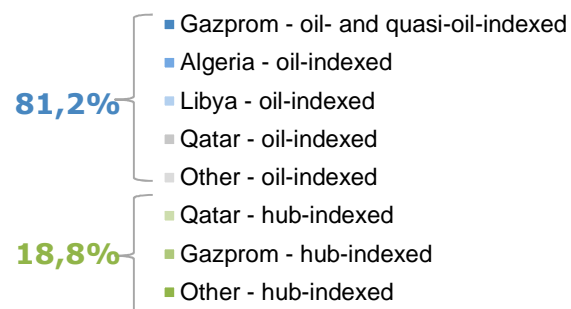 Gazprom - oil- and quasi-oil-indexed
Algeria - oil-indexed
81,2%
Libya - oil-indexed
Qatar - oil-indexed
Other - oil-indexed
Qatar - hub-indexed
18,8%
Gazprom - hub-indexed
Other - hub-indexed